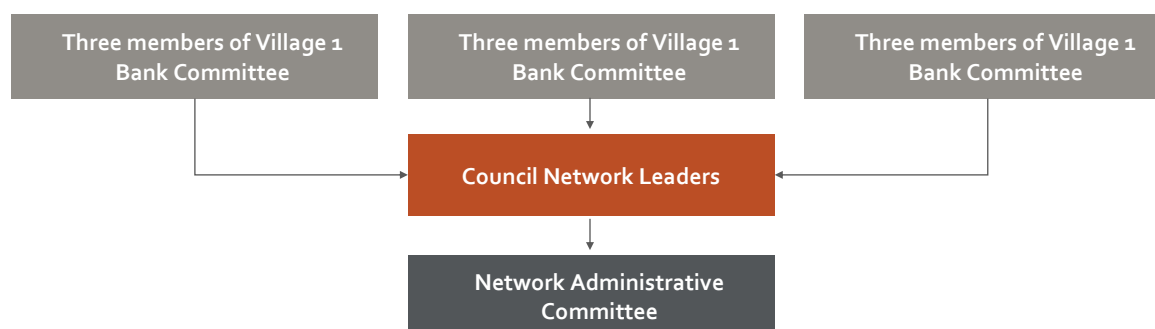 Three members of Village 1
Bank Committee
Three members of Village 1
Bank Committee
Three members of Village 1
Bank Committee
Council Network Leaders
Network Administrative
Committee